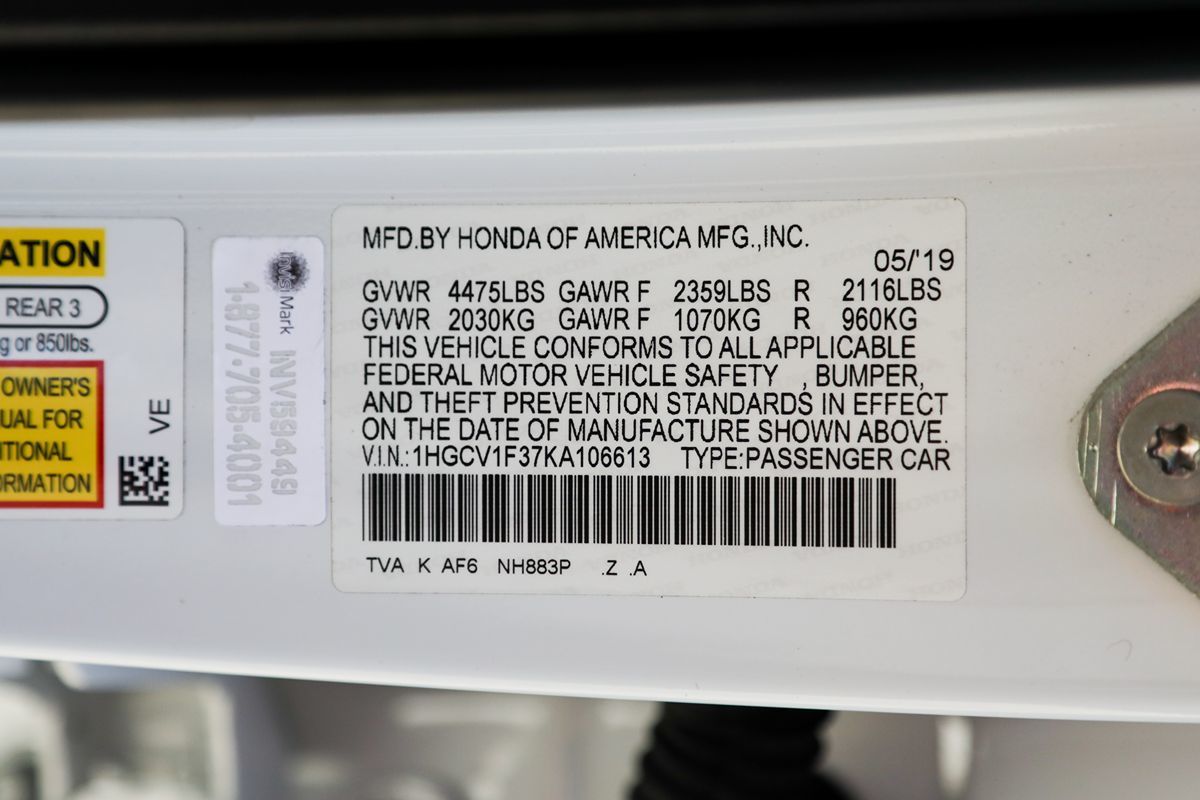 ATION
REAR 3
g or 850lbs.
OWNER'S
UAL FOR
ITIONAL
ORMATION
VE
InVisi Mark
INV59449
1-877-705-4001
MFD.BY HONDA OF AMERICA MFG.,INC.
05/'19
GVWR 4475LBS GAWR F 2359LBS R 2116LBS
GVWR 2030KG GAWR F 1070KG R 960KG
THIS VEHICLE CONFORMS TO ALL APPLICABLE
FEDERAL MOTOR VEHICLE SAFETY , BUMPER,
AND THEFT PREVENTION STANDARDS IN EFFECT
ON THE DATE OF MANUFACTURE SHOWN ABOVE.
V.I.N.:1HGCV1F37KA106613 TYPE:PASSENGER CAR
TVA K AF6 NH883P .Z .A